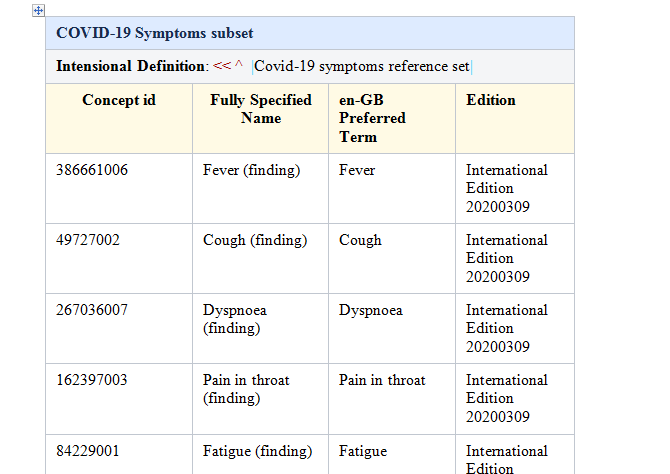 COVID-19 Symptoms subset
Intensional Definition: << ^ |Covid-19 symptoms reference set|
Concept id
Fully Specified
Name
en-GB
Preferred
Term
Edition
386661006
Fever (finding)
Fever
International
Edition
20200309
49727002
Cough (finding)
Cough
International
Edition
20200309
267036007
Dyspnoea
(finding)
Dyspnoea
International
Edition
20200309
162397003
Pain in throat
(finding)
Pain in throat
International
Edition
20200309
84229001
Fatigue (finding)
Fatigue
International
Edition